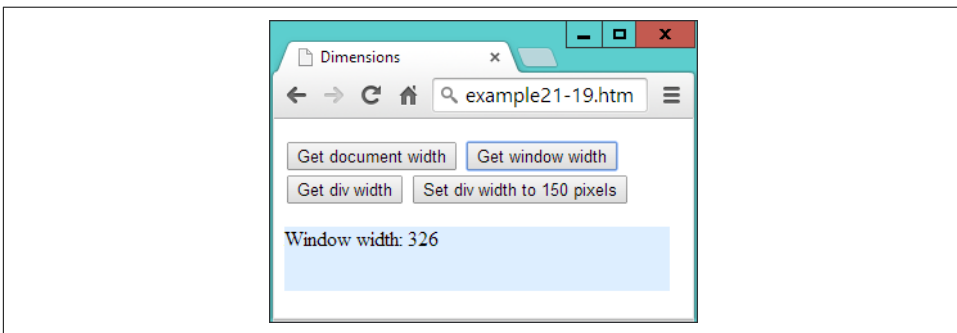 Dimensions
example21-19.htm
Get document width Get window width
Get div width Set div width to 150 pixels
Window width: 326